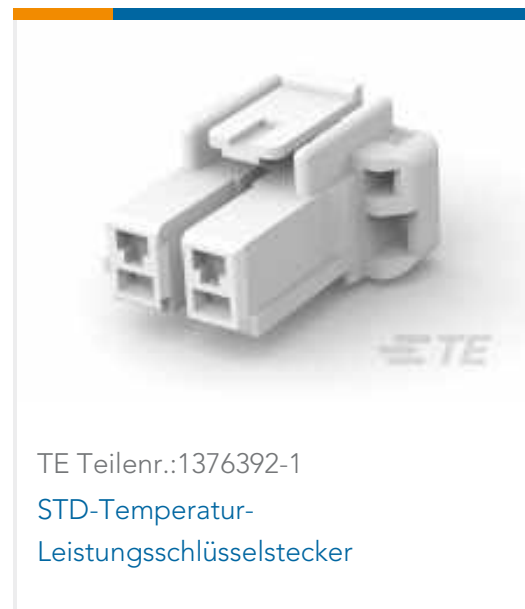 TE
TE Teilenr.:1376392-1
STD-Temperatur-
Leistungsschlüsselstecker